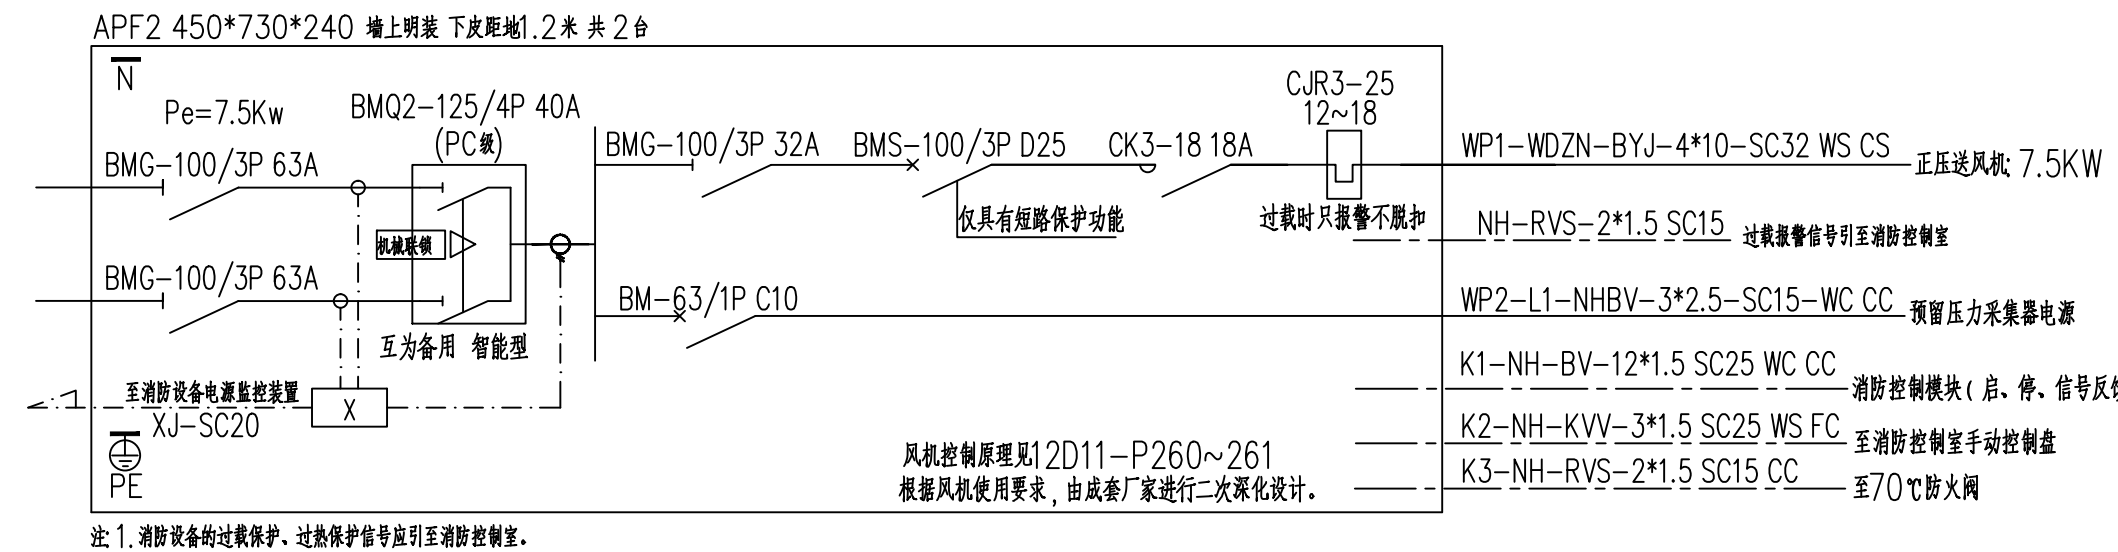 APF2 450*730*240 墙上明装 下皮距地1.2米 共2台
N
Pe=7.5Kw
BMQ2-125/4P 40A
(PC级)
CJR3-25
12~18
BMG-100/3P 63A
BMG-100/3P 32A
BMS-100/3P D25
CK3-18 18A
WP1-WDZN-BYJ-4*10-SC32 WS CS
正压送风机: 7.5KW
仅具有短路保护功能
过载时只报警不脱扣
NH-RVS-2*1.5 SC15
过载报警信号引至消防控制室
机械联锁
BMG-100/3P 63A
BM-63/1P C10
WP2-L1-NHBV-3*2.5-SC15-WC CC
预留压力采集器电源
互为备用 智能型
K1-NH-BV-12*1.5 SC25 WC CC
消防控制模块(启、停、信号反馈
至消防设备电源监控装置
X
XJ-SC20
K2-NH-KVV-3*1.5 SC25 WS FC
至消防控制室手动控制盘
风机控制原理见12D11-P260~261
K3-NH-RVS-2*1.5 SC15 CC
至70℃防火阀
PE
根据风机使用要求,由成套厂家进行二次深化设计。
注:1.消防设备的过载保护、过热保护信号应引至消防控制室。